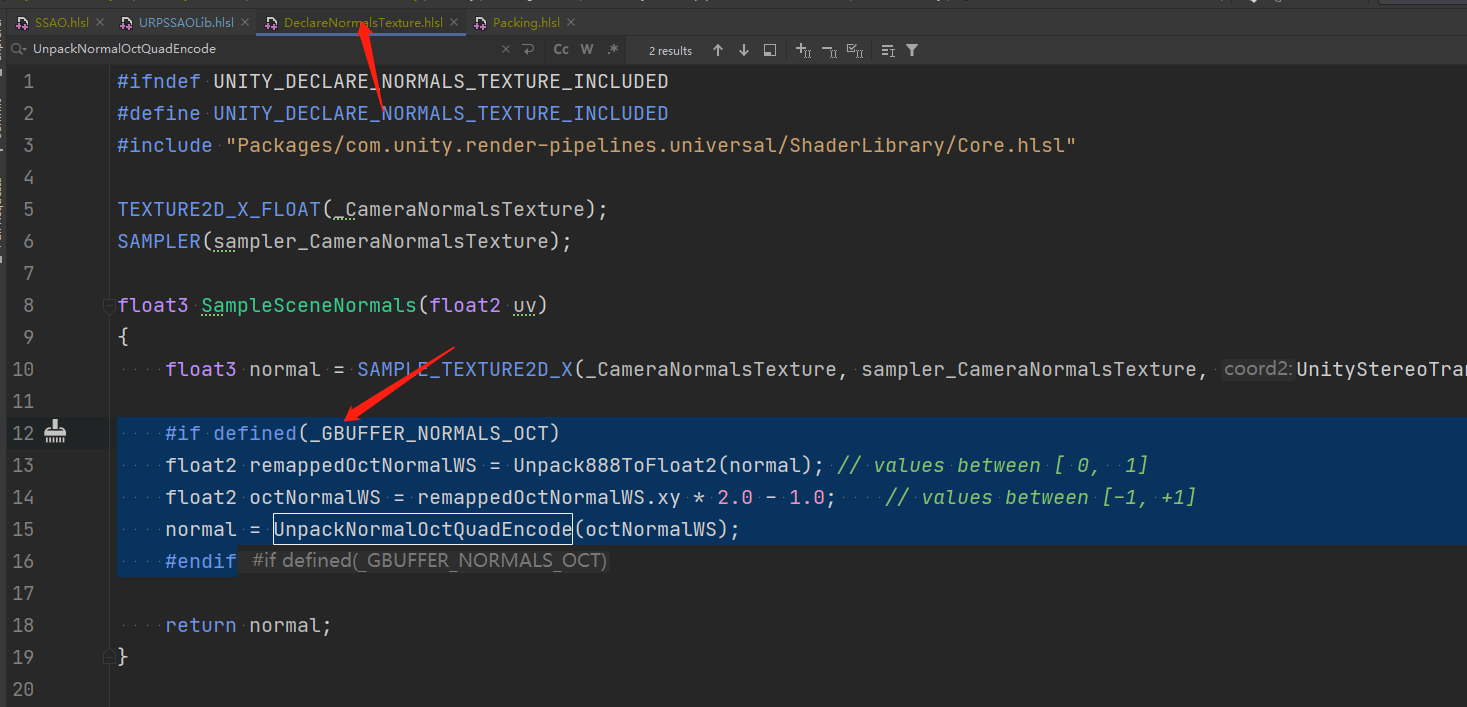 SSAO.hlsl × URPSSAOLib.hlsl × DeclareNormalsTexture.hlsl × Packing.hlsl ×
UnpackNormalOctQuadEncode × Cc W .* 2 results
1 #ifndef UNITY_DECLARE_NORMALS_TEXTURE_INCLUDED
2 #define UNITY_DECLARE_NORMALS_TEXTURE_INCLUDED
3 #include "Packages/com.unity.render-pipelines.universal/ShaderLibrary/Core.hlsl"
4
5 TEXTURE2D_X_FLOAT(_CameraNormalsTexture);
6 SAMPLER(sampler_CameraNormalsTexture);
7
8 float3 SampleSceneNormals(float2 uv)
9 {
10 float3 normal = SAMPLE_TEXTURE2D_X(_CameraNormalsTexture, sampler_CameraNormalsTexture, coord2: UnityStereoTra
11
12 #if defined(_GBUFFER_NORMALS_OCT)
13 float2 remappedOctNormalWS = Unpack888ToFloat2(normal); // values between [ 0, 1]
14 float2 octNormalWS = remappedOctNormalWS.xy * 2.0 - 1.0; // values between [-1, +1]
15 normal = UnpackNormalOctQuadEncode(octNormalWS);
16 #endif #if defined(_GBUFFER_NORMALS_OCT)
17
18 return normal;
19 }
20